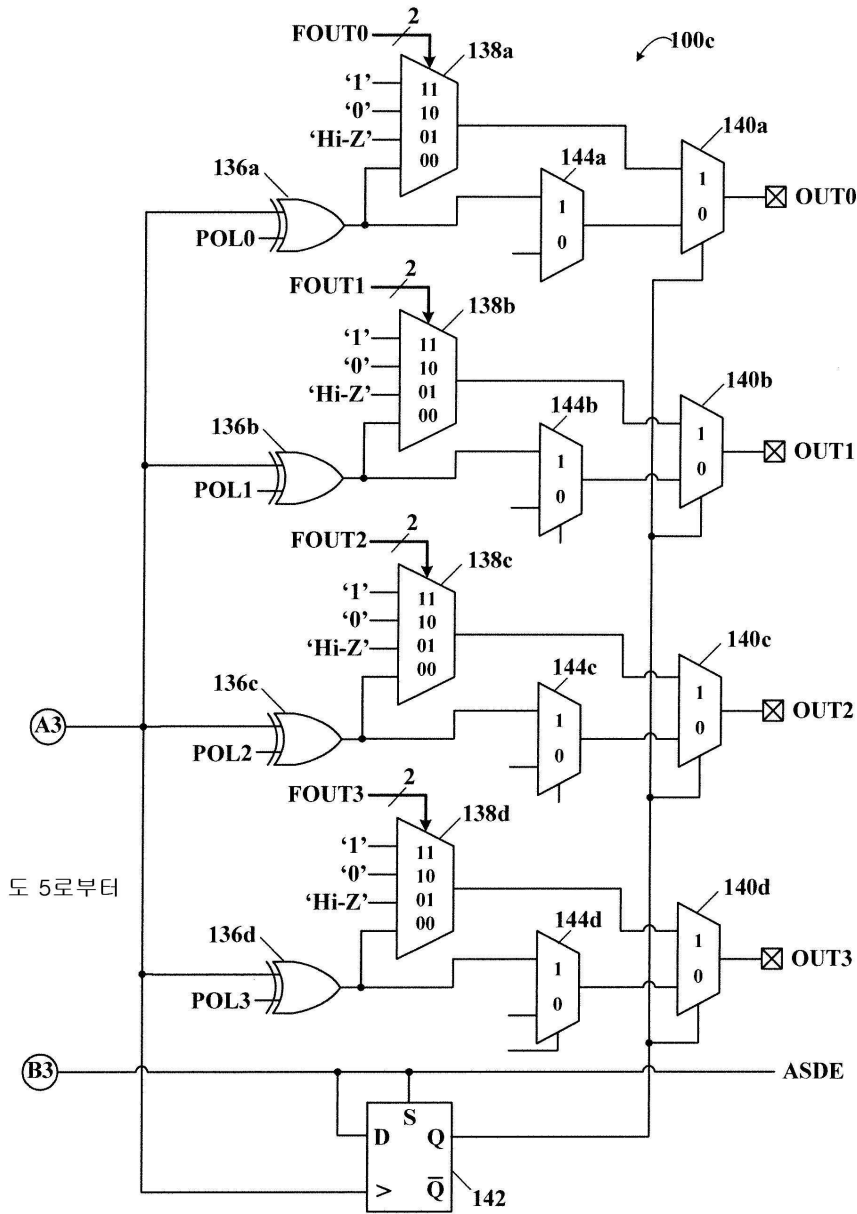 FOUT0 2 138a 100c
'1' 11
'0' 10 140a
'Hi-Z' 01 144a
136a 00
1 1 OUT0
POL0 0 0
FOUT1 2 138b
'1' 11
'0' 10 140b
'Hi-Z' 01 144b
136b 00
1 1 OUT1
POL1 0 0
FOUT2 2 138c
'1' 11
'0' 10 140c
'Hi-Z' 01 144c
136c 00
A3 1 1 OUT2
POL2 0 0
FOUT3 2 138d
'1' 11
도 5로부터 '0' 10 140d
'Hi-Z' 01 144d
136d 00
1 1 OUT3
POL3 0 0
B3 ASDE
S
D Q
> Q̅ 142